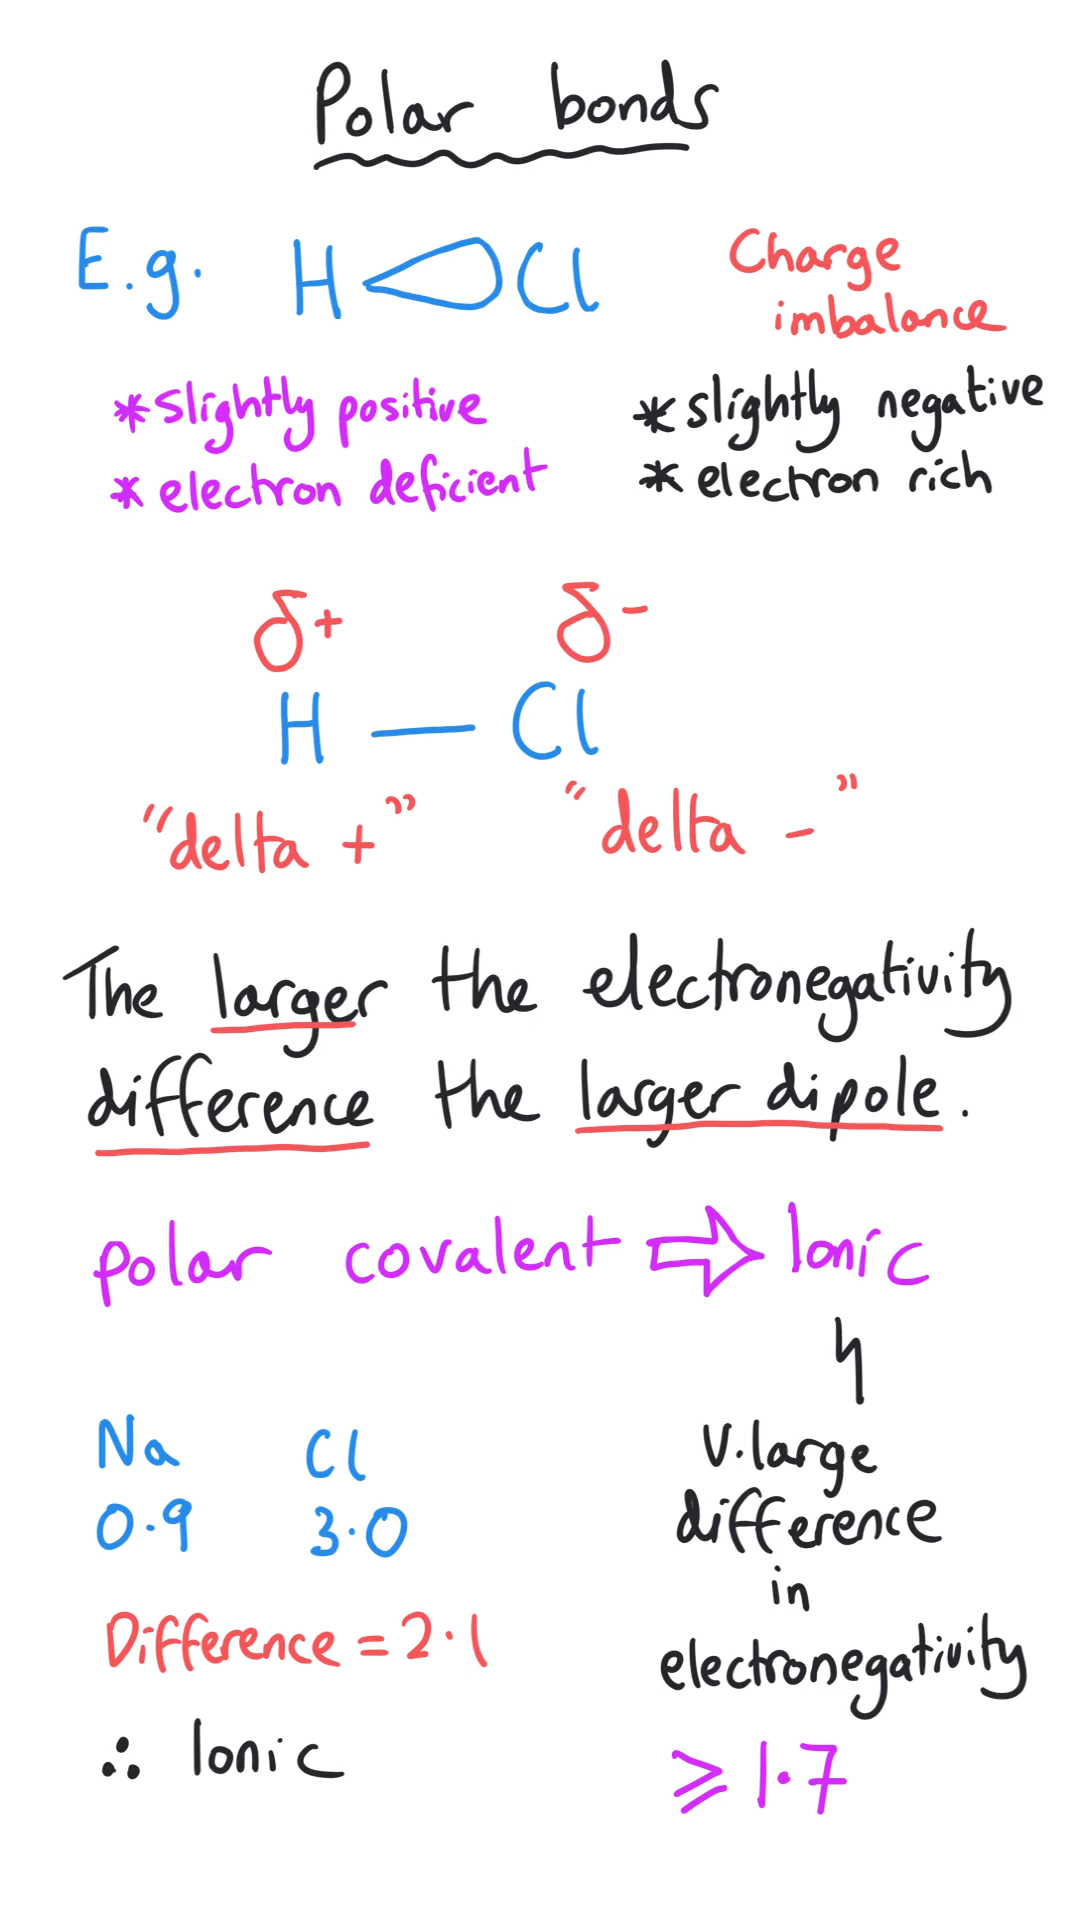 Polar bonds
E.g. H Cl
Charge
imbalance
* Slightly positive
* electron deficient
* slightly negative
* electron rich
δ+ δ-
H — Cl
"delta +" "delta -"
The larger the electronegativity
difference the larger dipole.
polar covalent ⇨ Ionic
Na Cl
0.9 3.0
Difference = 2.1
∴ Ionic
V.large
difference
in
electronegativity
⩾ 1.7